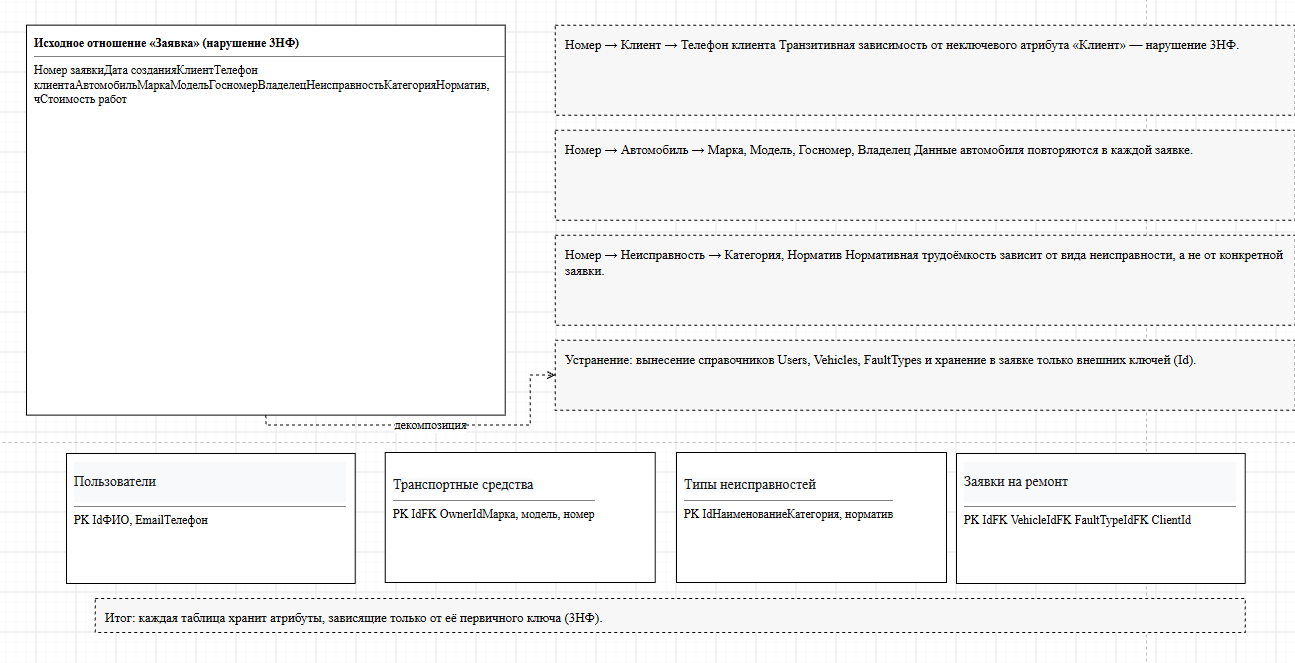 Исходное отношение «Заявка» (нарушение 3НФ)
Номер заявкиДата созданияКлиентТелефон
клиентаАвтомобильМаркаМодельГосномерВладелецНеисправностьКатегорияНорматив,
чСтоимость работ
Номер → Клиент → Телефон клиента Транзитивная зависимость от неключевого атрибута «Клиент» — нарушение 3НФ.
Номер → Автомобиль → Марка, Модель, Госномер, Владелец Данные автомобиля повторяются в каждой заявке.
Номер → Неисправность → Категория, Норматив Нормативная трудоёмкость зависит от вида неисправности, а не от конкретной
заявки.
Устранение: вынесение справочников Users, Vehicles, FaultTypes и хранение в заявке только внешних ключей (Id).
декомпозиция
Пользователи
PK IdФИО, EmailТелефон
Транспортные средства
PK IdFK OwnerIdМарка, модель, номер
Типы неисправностей
PK IdНаименованиеКатегория, норматив
Заявки на ремонт
PK IdFK VehicleIdFK FaultTypeIdFK ClientId
Итог: каждая таблица хранит атрибуты, зависящие только от её первичного ключа (3НФ).